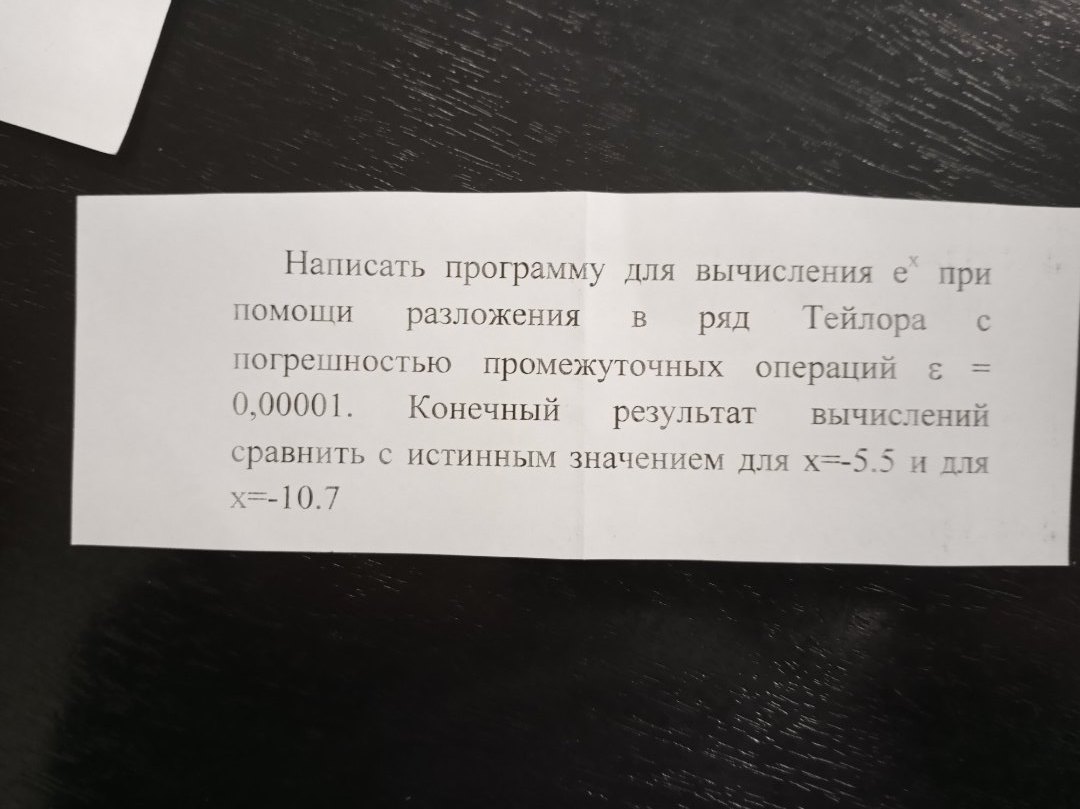 Написать программу для вычисления eˣ при
помощи разложения в ряд Тейлора с
погрешностью промежуточных операций ε =
0,00001. Конечный результат вычислений
сравнить с истинным значением для x=-5.5 и для
x=-10.7